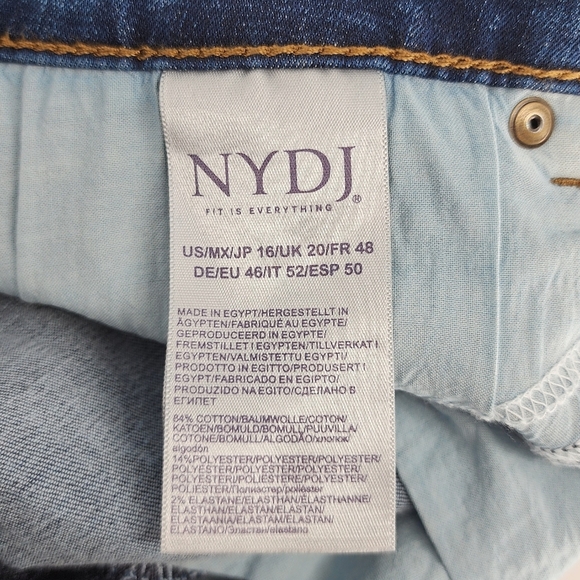 NYDJ®
FIT IS EVERYTHING
US/MX/JP 16/UK 20/FR 48
DE/EU 46/IT 52/ESP 50
MADE IN EGYPT/HERGESTELLT IN
ÄGYPTEN/FABRIQUÉ AU EGYPTE/
GEPRODUCEERD IN EGYPTE/
FREMSTILLET I EGYPTEN/TILLVERKAT I
EGYPTEN/VALMISTETTU EGYPTI/
PRODOTTO IN EGITTO/PRODUSERT I
EGYPT/FABRICADO EN EGIPTO/
PRODUZIDO NA EGITO/СДЕЛАНО В
ЕГИПЕТ
84% COTTON/BAUMWOLLE/COTON/
KATOEN/BOMULD/BOMULL/PUUVILLA/
COTONE/BOMULL/ALGODÃO/хлопок/
algodón
14%POLYESTER/POLYESTER/POLYESTER/
POLYESTER/POLYESTER/POLYESTER/
POLYESTERI/POLIESTERE/POLYESTER/
POLIÉSTER/Полиэстер/poliéster
2% ELASTANE/ELASTHAN/ÉLASTHANNE/
ELASTHAN/ELASTAN/ELASTAN/
ELASTAANIA/ELASTAM/ELASTAN/
ELASTANO/Эластан/elastano